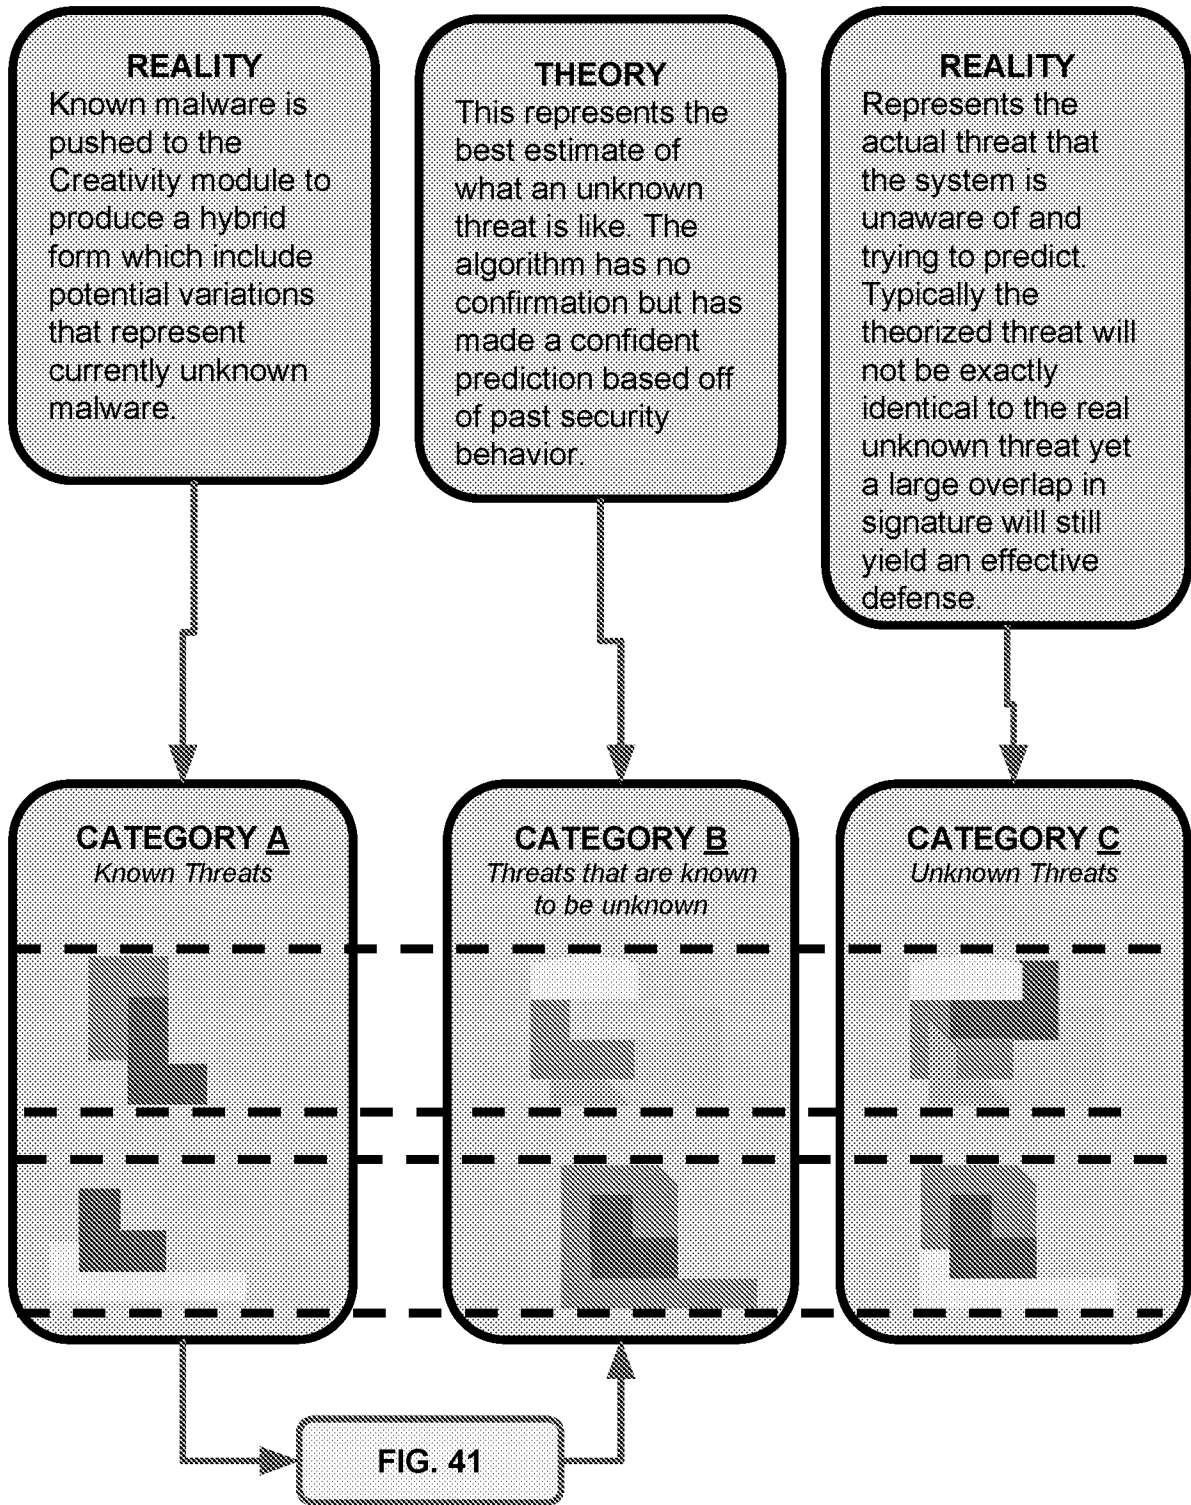 REALITY
Known malware is
pushed to the
Creativity module to
produce a hybrid
form which include
potential variations
that represent
currently unknown
malware.
THEORY
This represents the
best estimate of
what an unknown
threat is like. The
algorithm has no
confirmation but has
made a confident
prediction based off
of past security
behavior.
REALITY
Represents the
actual threat that
the system is
unaware of and
trying to predict.
Typically the
theorized threat will
not be exactly
identical to the real
unknown threat yet
a large overlap in
signature will still
yield an effective
defense.
CATEGORY A
Known Threats
CATEGORY B
Threats that are known
to be unknown
CATEGORY C
Unknown Threats
FIG. 41